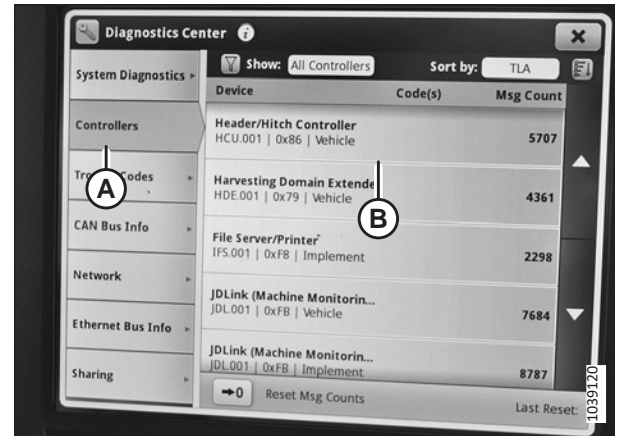 Diagnostics Center
System Diagnostics
Show: All Controllers Sort by: TLA
Device Code(s) Msg Count
Controllers
Header/Hitch Controller
HCU.001 | 0x86 | Vehicle 5707
A
Codes
Harvesting Domain Extende
HDE.001 | 0x79 | Vehicle 4361
B
CAN Bus Info
File Server/Printer
IFS.001 | 0xF8 | Implement 2298
Network
JDLink (Machine Monitorin...
JDL.001 | 0xFB | Vehicle 7684
Ethernet Bus Info
JDLink (Machine Monitorin...
JDL.001 | 0xFB | Implement 8787
Sharing
→0 Reset Msg Counts Last Reset:
1039120